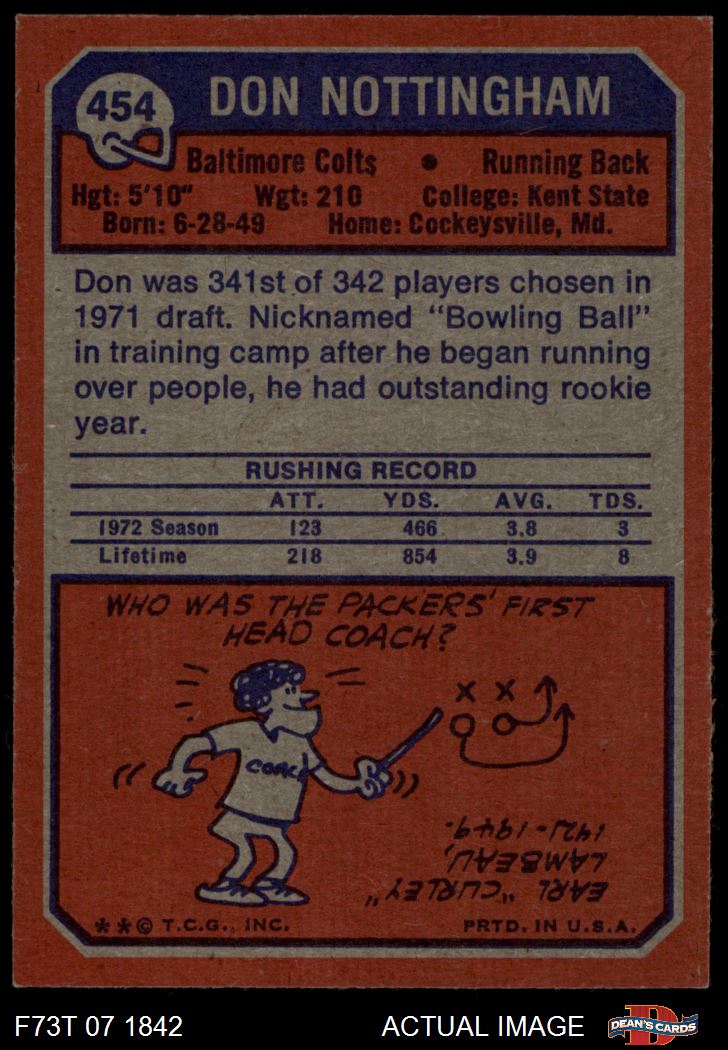 454
DON NOTTINGHAM
Baltimore Colts • Running Back
Hgt: 5'10" Wgt: 210 College: Kent State
Born: 6-28-49 Home: Cockeysville, Md.
Don was 341st of 342 players chosen in
1971 draft. Nicknamed "Bowling Ball"
in training camp after he began running
over people, he had outstanding rookie
year.
RUSHING RECORD
ATT. YDS. AVG. TDS.
1972 Season 123 466 3.8 3
Lifetime 218 854 3.9 8
WHO WAS THE PACKERS' FIRST
HEAD COACH?
X X
COACH
EARL "CURLEY"
LAMBEAU,
1921-1949.
**© T.C.G., INC. PRTD. IN U.S.A.
F73T 07 1842 ACTUAL IMAGE
D
DEAN'S CARDS